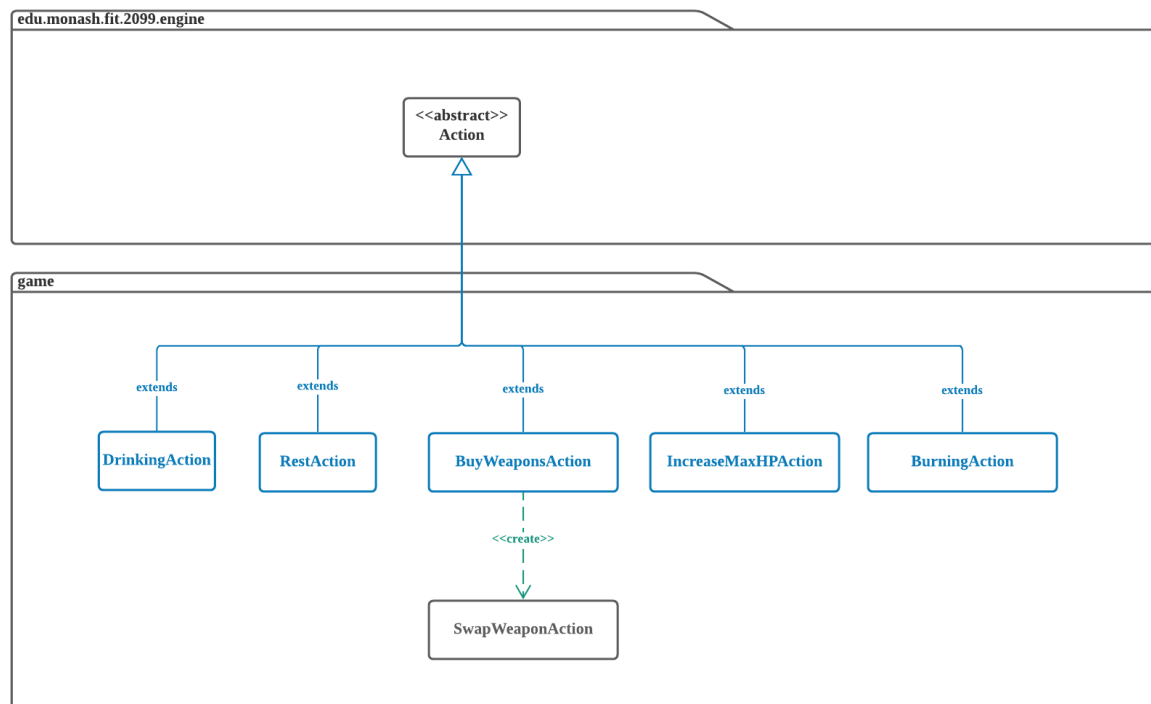 edu.monash.fit.2099.engine
<<abstract>>
Action
game
extends
extends
extends
extends
extends
DrinkingAction
RestAction
BuyWeaponsAction
IncreaseMaxHPAction
BurningAction
<<create>>
SwapWeaponAction